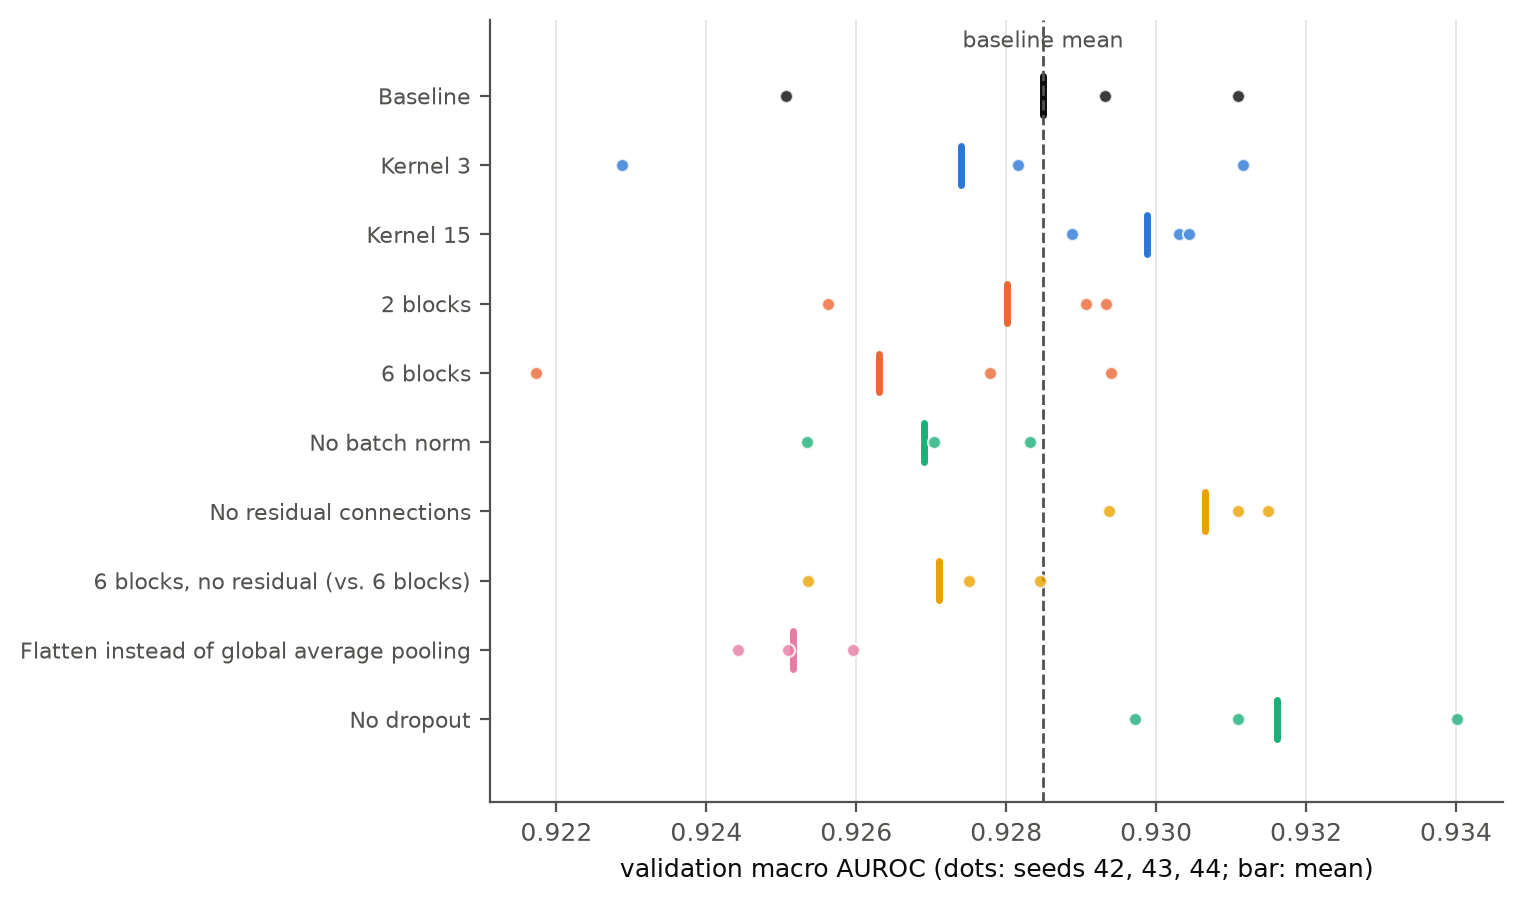 baseline mean
Baseline
Kernel 3
Kernel 15
2 blocks
6 blocks
No batch norm
No residual connections
6 blocks, no residual (vs. 6 blocks)
Flatten instead of global average pooling
No dropout
0.922 0.924 0.926 0.928 0.930 0.932 0.934
validation macro AUROC (dots: seeds 42, 43, 44; bar: mean)